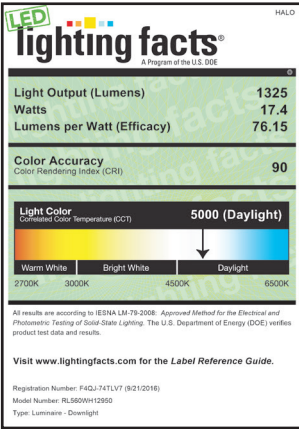 HALO
LED
lighting facts®
A Program of the U.S. DOE
Light Output (Lumens) 1325
Watts 17.4
Lumens per Watt (Efficacy) 76.15
Color Accuracy
Color Rendering Index (CRI) 90
Light Color
Correlated Color Temperature (CCT) 5000 (Daylight)
Warm White Bright White Daylight
2700K 3000K 4500K 6500K
All results are according to IESNA LM-79-2008: Approved Method for the Electrical and
Photometric Testing of Solid-State Lighting. The U.S. Department of Energy (DOE) verifies
product test data and results.
Visit www.lightingfacts.com for the Label Reference Guide.
Registration Number: F4QJ-74TLV7 (9/21/2016)
Model Number: RL560WH12950
Type: Luminaire - Downlight